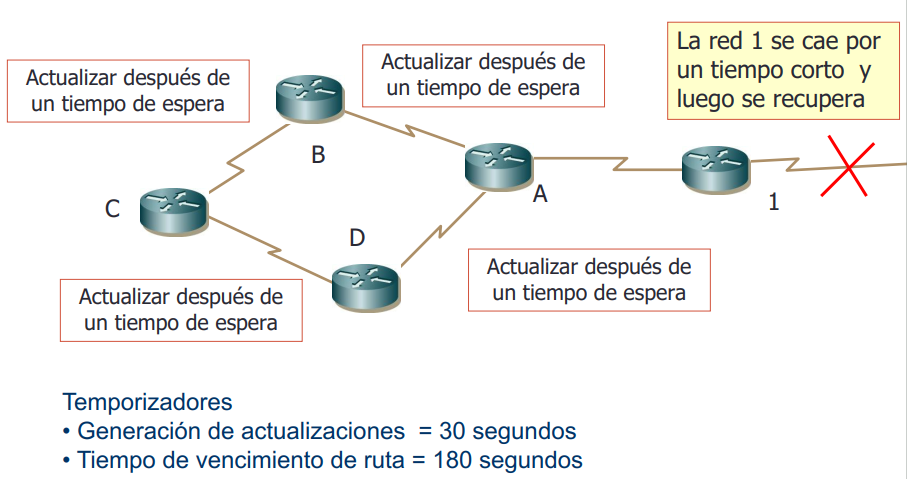 La red 1 se cae por
un tiempo corto y
luego se recupera
Actualizar después de
un tiempo de espera
Actualizar después de
un tiempo de espera
B
A
1
C
D
Actualizar después de
un tiempo de espera
Actualizar después de
un tiempo de espera
Temporizadores
• Generación de actualizaciones = 30 segundos
• Tiempo de vencimiento de ruta = 180 segundos